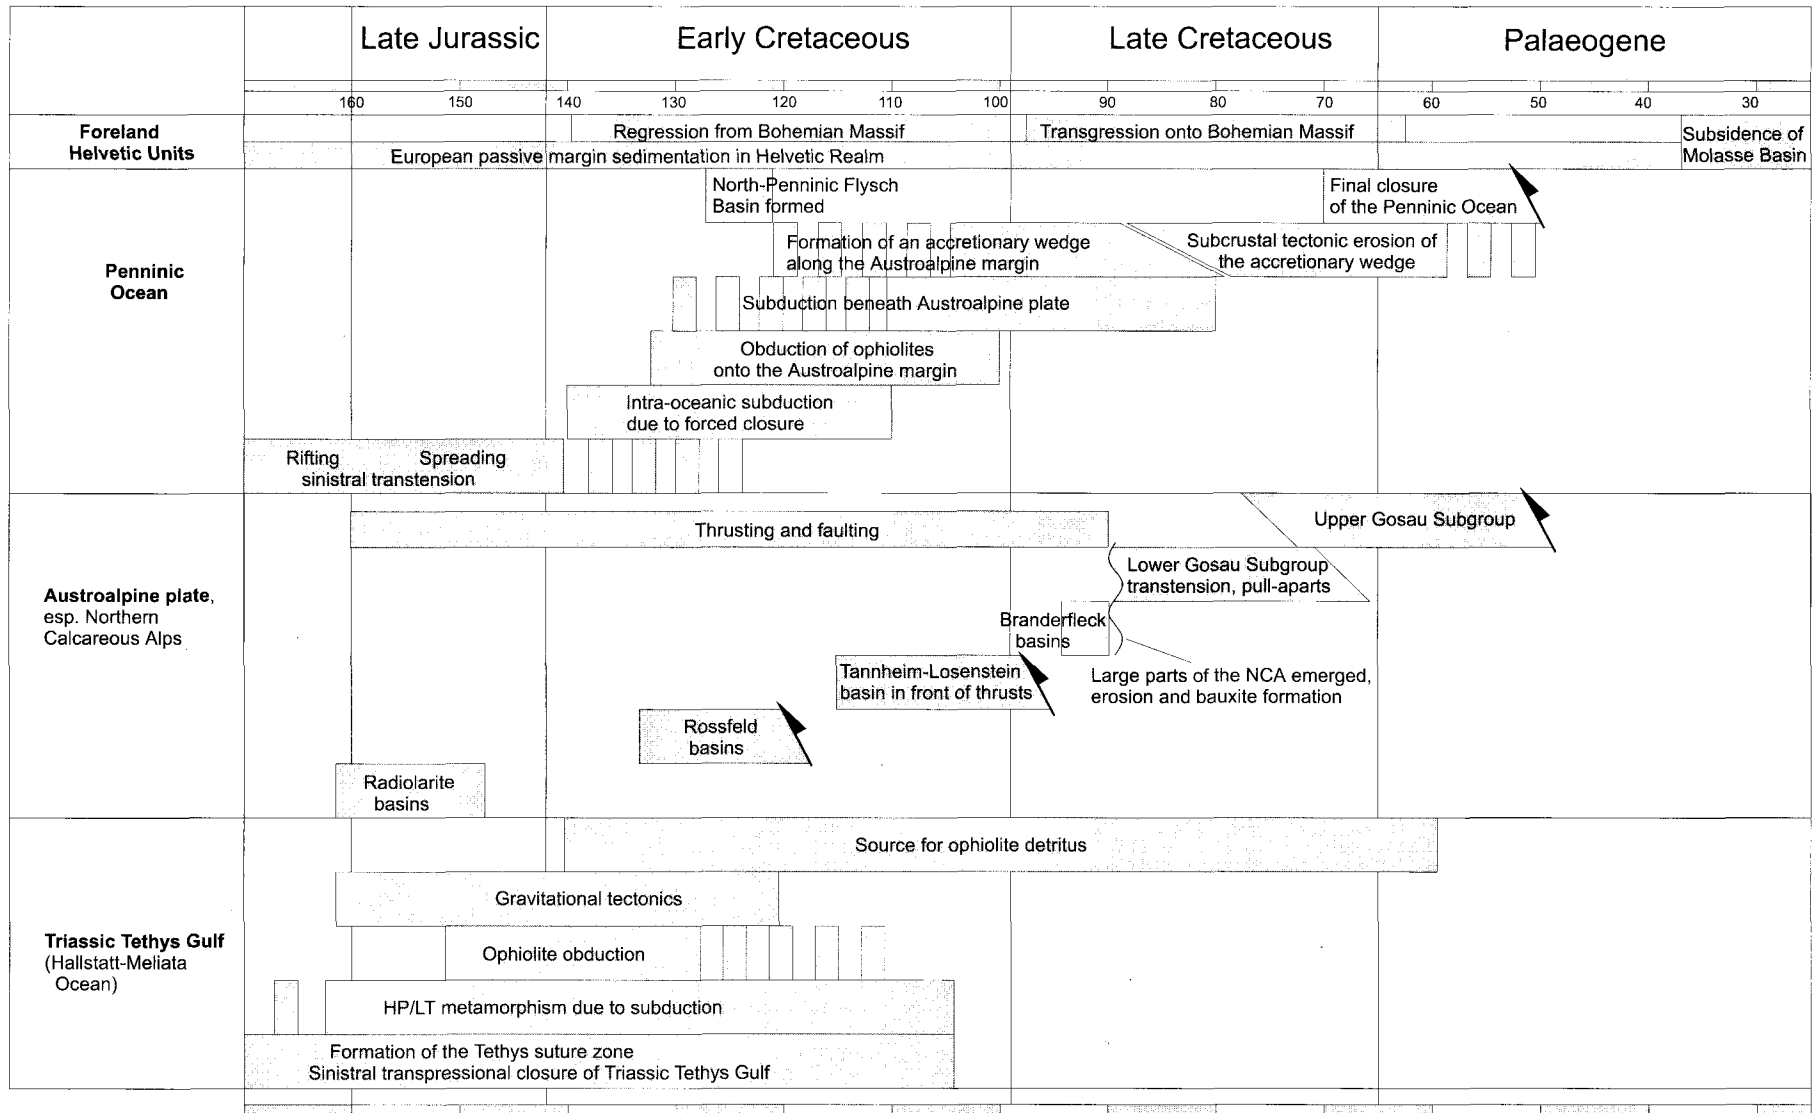 Late Jurassic
Early Cretaceous
Late Cretaceous
Palaeogene
160 150 140 130 120 110 100 90 80 70 60 50 40 30
Foreland
Helvetic Units
Regression from Bohemian Massif
Transgression onto Bohemian Massif
European passive margin sedimentation in Helvetic Realm
Subsidence of
Molasse Basin
Penninic
Ocean
North-Penninic Flysch
Basin formed
Final closure
of the Penninic Ocean
Formation of an accretionary wedge
along the Austroalpine margin
Subcrustal tectonic erosion of
the accretionary wedge
Subduction beneath Austroalpine plate
Obduction of ophiolites
onto the Austroalpine margin
Intra-oceanic subduction
due to forced closure
Rifting Spreading
sinistral transtension
Austroalpine plate,
esp. Northern
Calcareous Alps
Thrusting and faulting
Upper Gosau Subgroup
Lower Gosau Subgroup
transtension, pull-aparts
Branderfleck
basins
Large parts of the NCA emerged,
erosion and bauxite formation
Tannheim-Losenstein
basin in front of thrusts
Rossfeld
basins
Radiolarite
basins
Triassic Tethys Gulf
(Hallstatt-Meliata
Ocean)
Source for ophiolite detritus
Gravitational tectonics
Ophiolite obduction
HP/LT metamorphism due to subduction
Formation of the Tethys suture zone
Sinistral transpressional closure of Triassic Tethys Gulf